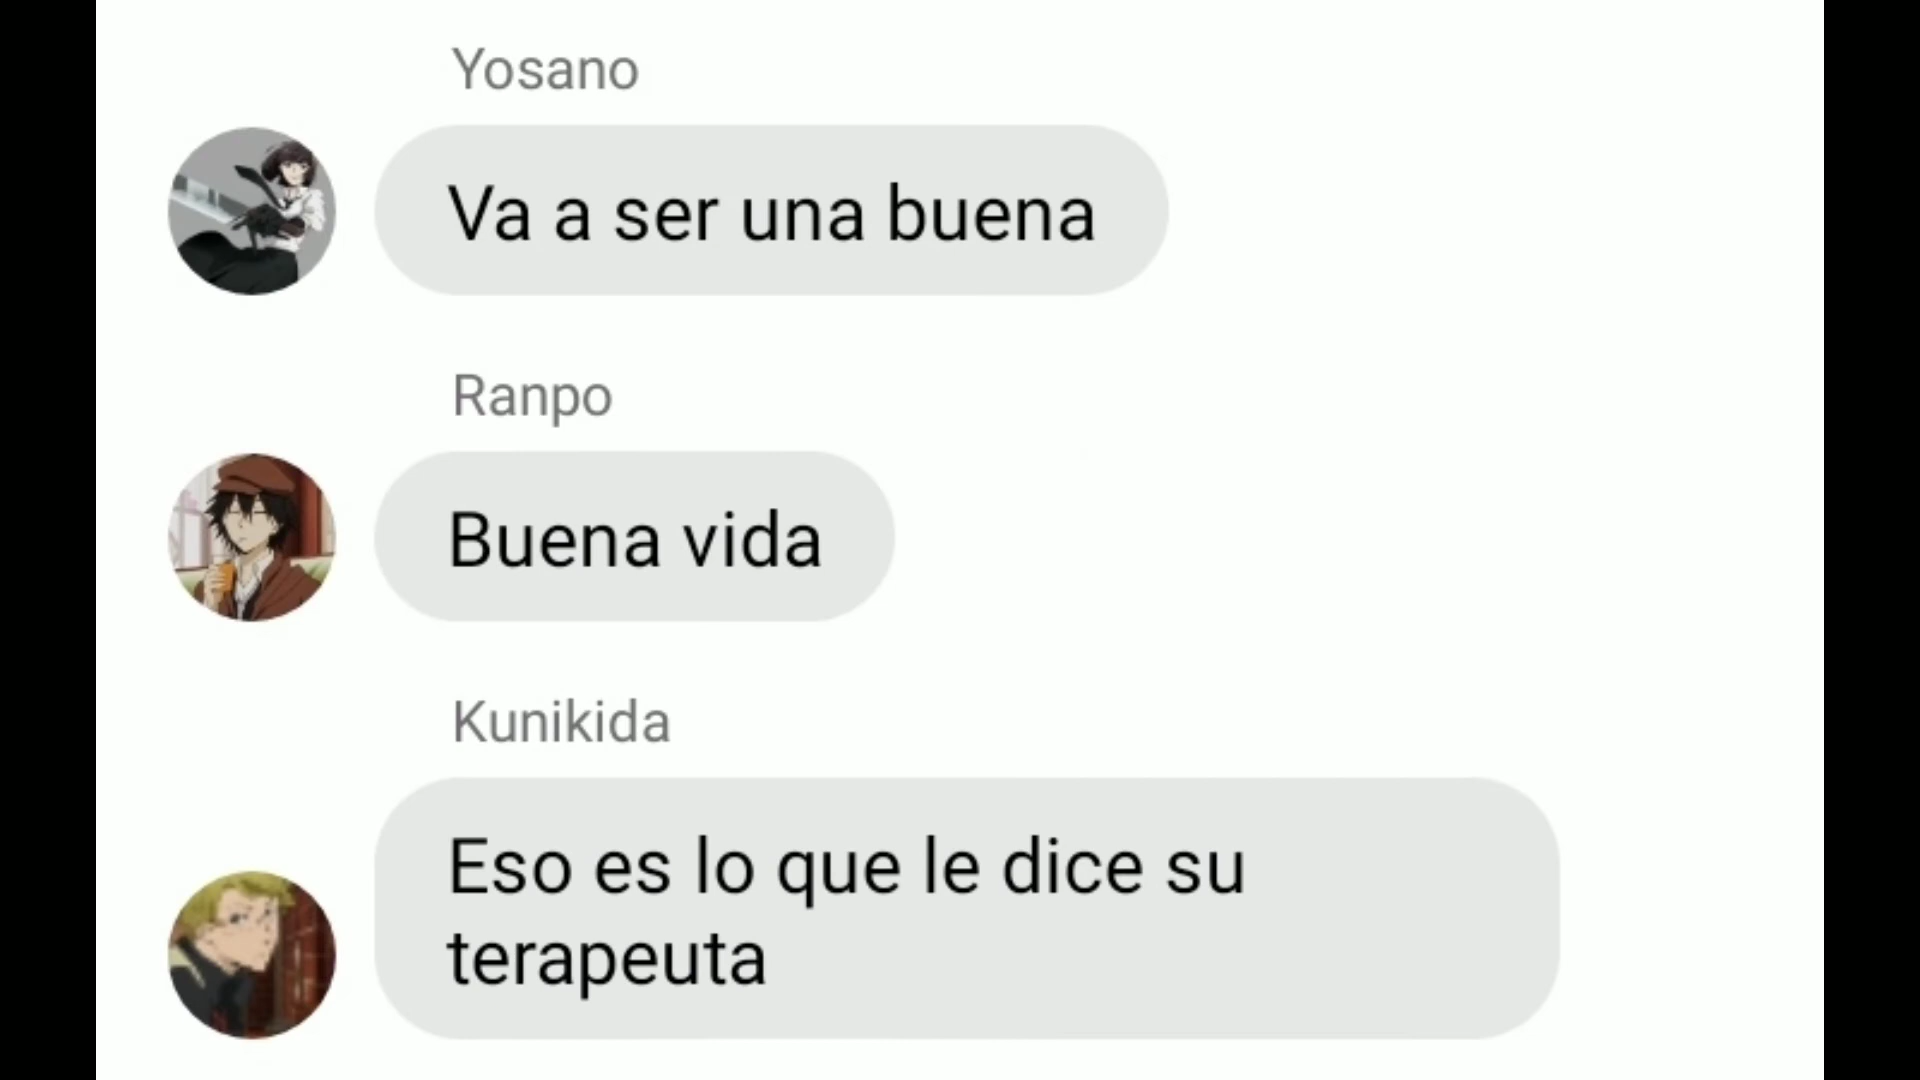 Yosano
Va a ser una buena
Ranpo
Buena vida
Kunikida
Eso es lo que le dice su
terapeuta